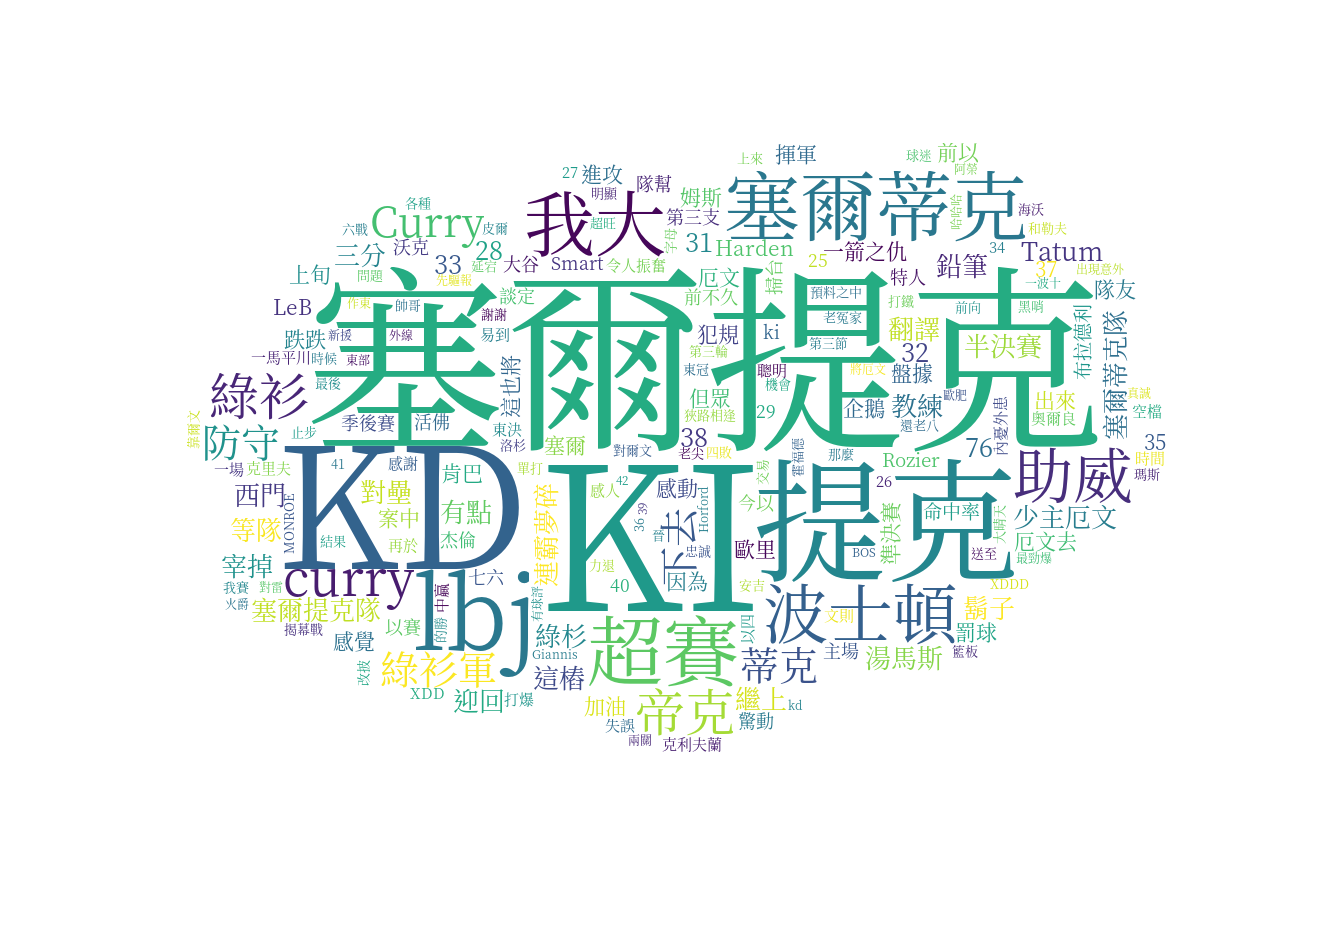 上來
揮軍
球迷
前以
阿榮
27
進攻
明顯
隊幫
姆斯
塞爾蒂克
哈哈哈
海沃
各種
Curry
皮爾
我大
超旺
第三支
字母
31
Harden
一箭之仇
34
和勒夫
Tatum
六戰
三分
沃克
28
延宕
大谷
Smart
令人振奮
厄文
掃台
25
特人
鉛筆
37
出現意外
上旬
問題
33
先驅報
談定
前不久
預料之中
打鐵
前向
黑哨
一波十
隊友
LeB
作東
帥哥
謝謝
塞爾提克
犯規
ki
老冤家
翻譯
布拉德利
塞爾蒂克隊
跌跌
新援
外線
易到
第三輪
第三節
32
半決賽
一馬平川
時候
東部
這也將
東冠
聰明
將厄文
盤據
綠衫
最後
機會
歐肥
真誠
季後賽
活佛
但眾
狹路相逢
29
企鵝
教練
還老八
內憂外患
出來
奧爾良
空檔
韋爾文
防守
止步
東決
洛杉
塞爾
對爾文
38
老尖
四敗
霍福德
那麼
76
35
一場
克里夫
41
感謝
KD
肯巴
單打
KI
交易
提克
Rozier
助威
時間
瑪斯
西門
MONROE
對壘
感人
42
感動
Horford
今以
26
命中率
案中
有點
連霸夢碎
36
39
下去
忠誠
準決賽
大晴天
少主厄文
等隊
結果
再於
杰倫
晉
歐里
BOS
送至
厄文去
最勁爆
宰掉
我賽
對雷
curry
lbj
七六
力退
因為
40
安吉
XDDD
火爵
塞爾提克隊
中贏
有球評
波士頓
鬍子
揭幕戰
以賽
的勝
綠杉
超賽
以四
文則
罰球
感覺
綠衫軍
Giannis
蒂克
主場
湯馬斯
籃板
改披
這樁
XDD
迎回
打爆
加油
帝克
繼上
kd
失誤
驚動
兩關
克利夫蘭